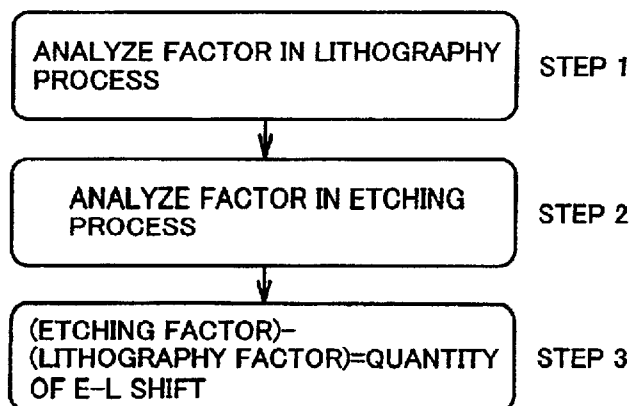 ANALYZE FACTOR IN LITHOGRAPHY
PROCESS
STEP 1
ANALYZE FACTOR IN ETCHING
PROCESS
STEP 2
(ETCHING FACTOR)-
(LITHOGRAPHY FACTOR)=QUANTITY
OF E-L SHIFT
STEP 3